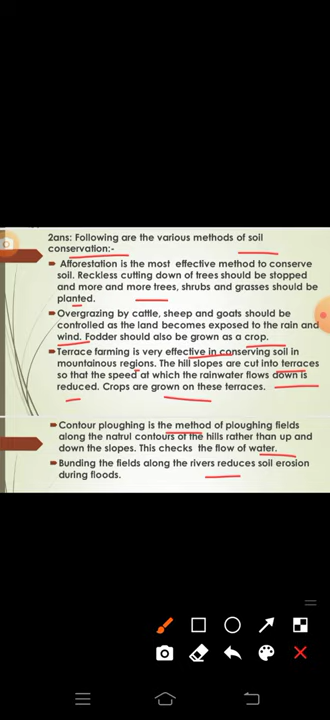 2ans: Following are the various methods of soil
conservation:-
Afforestation is the most effective method to conserve
soil. Reckless cutting down of trees should be stopped
and more and more trees, shrubs and grasses should be
planted.
Overgrazing by cattle, sheep and goats should be
controlled as the land becomes exposed to the rain and
wind. Fodder should also be grown as a crop.
Terrace farming is very effective in conserving soil in
mountainous regions. The hill slopes are cut into terraces
so that the speed at which the rainwater flows down is
reduced. Crops are grown on these terraces.
Contour ploughing is the method of ploughing fields
along the natrul contours of the hills rather than up and
down the slopes. This checks the flow of water.
Bunding the fields along the rivers reduces soil erosion
during floods.